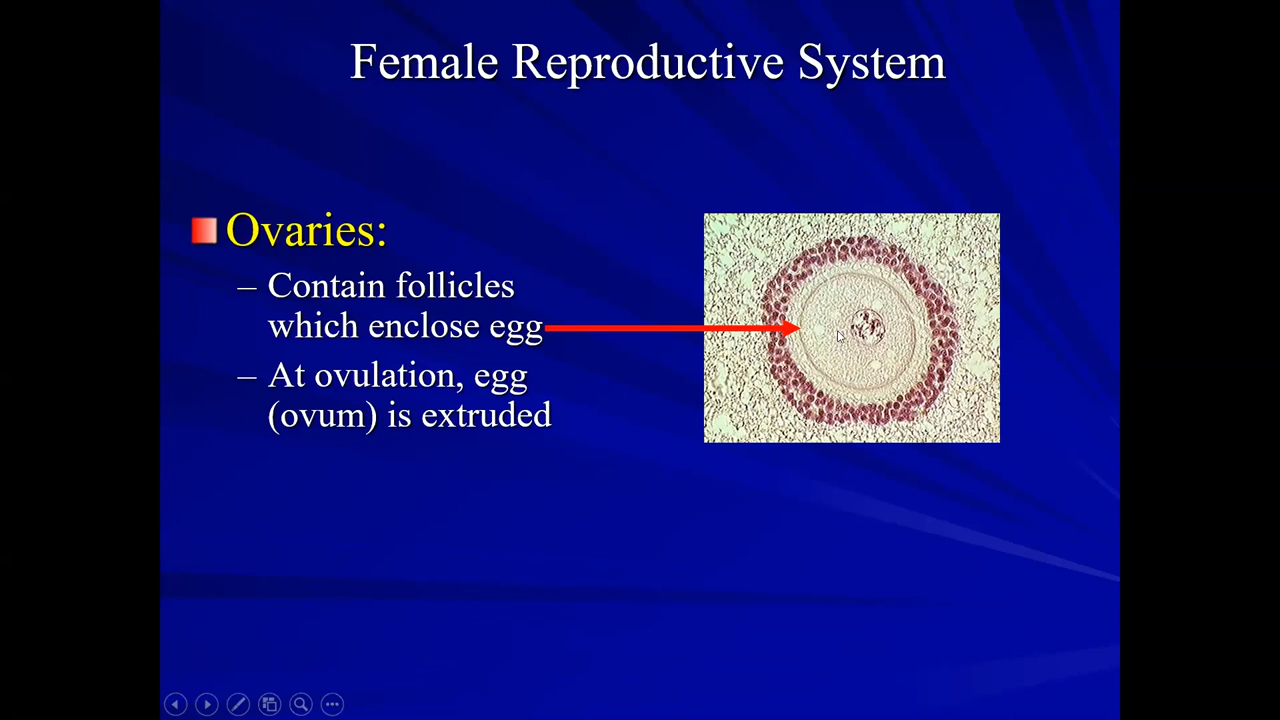 Female Reproductive System
Ovaries:
– Contain follicles
which enclose egg
– At ovulation, egg
(ovum) is extruded